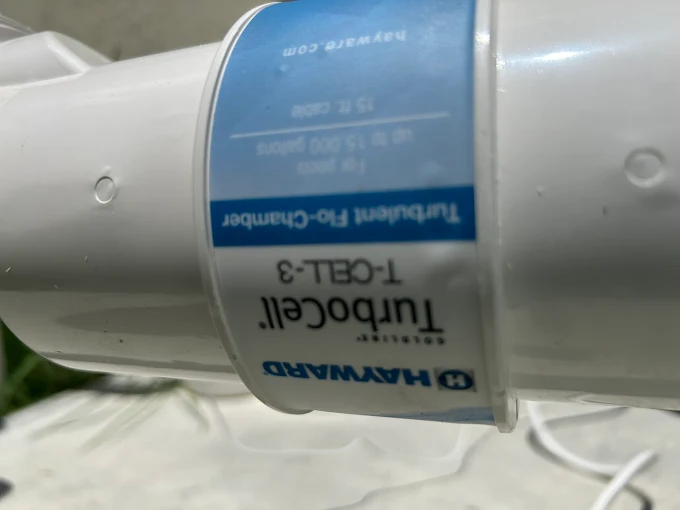 HAYWARD
GOLDLINE™
TurboCell®
T-CELL-3
Turbulent Flo-Chamber
For pools
up to 15,000 gallons
15 ft. cable
hayward.com